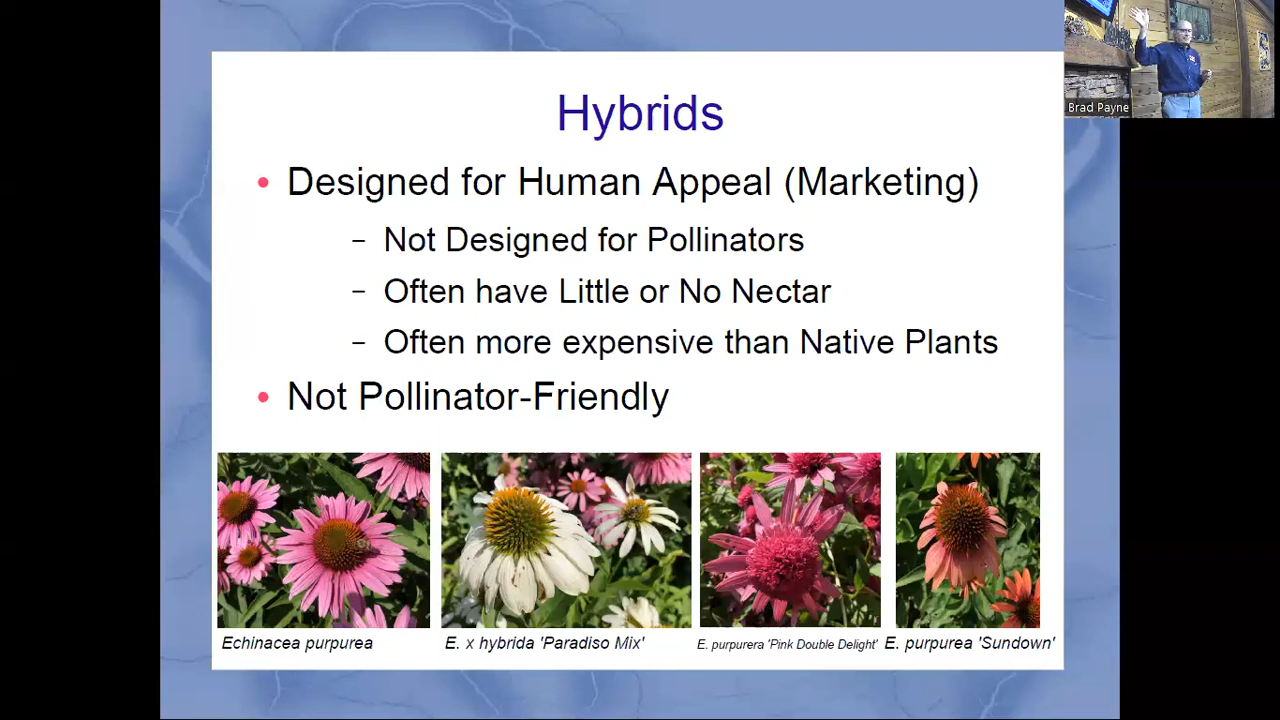 Brad Payne
Hybrids
• Designed for Human Appeal (Marketing)
– Not Designed for Pollinators
– Often have Little or No Nectar
– Often more expensive than Native Plants
• Not Pollinator-Friendly
Echinacea purpurea
E. x hybrida 'Paradiso Mix'
E. purpurera 'Pink Double Delight'
E. purpurea 'Sundown'